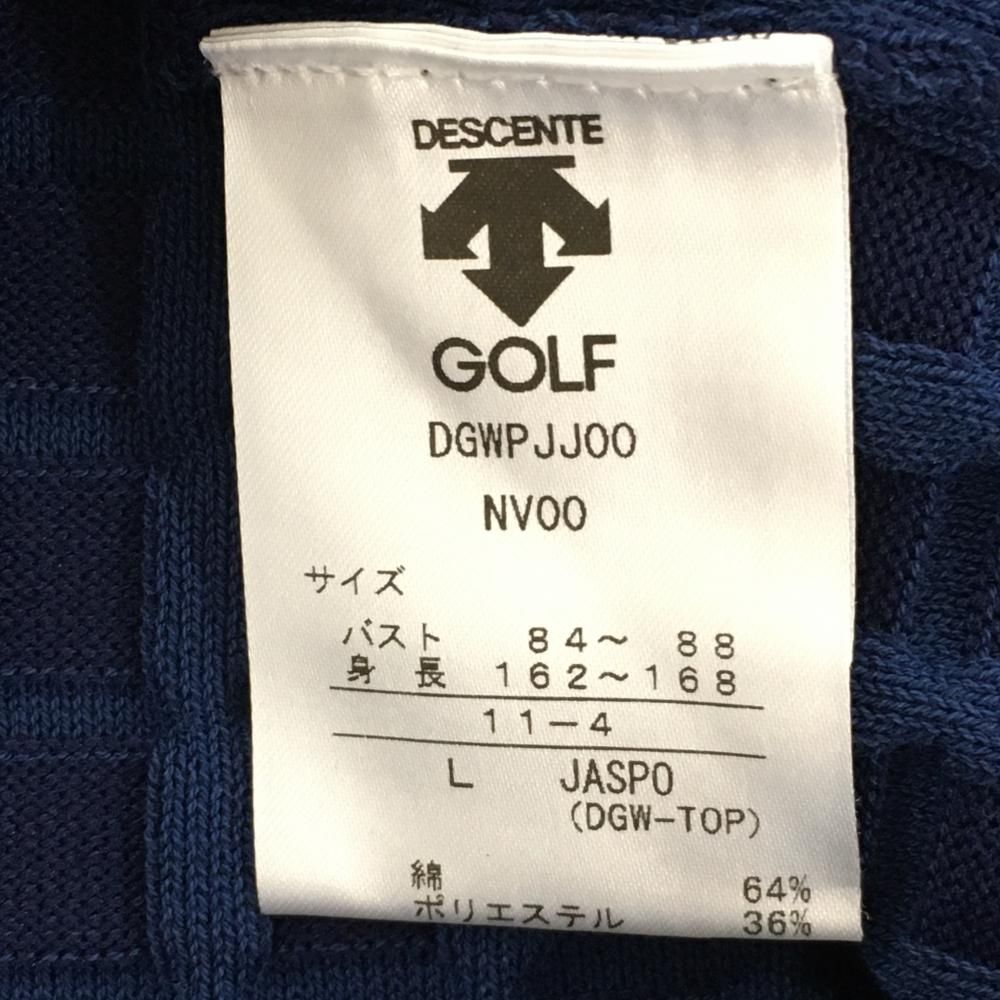 DESCENTE
GOLF
DGWPJJ00
NV00
サイズ
バスト 84～ 88
身 長 162～168
11-4
L JASPO
(DGW-TOP)
綿 64%
ポリエステル 36%